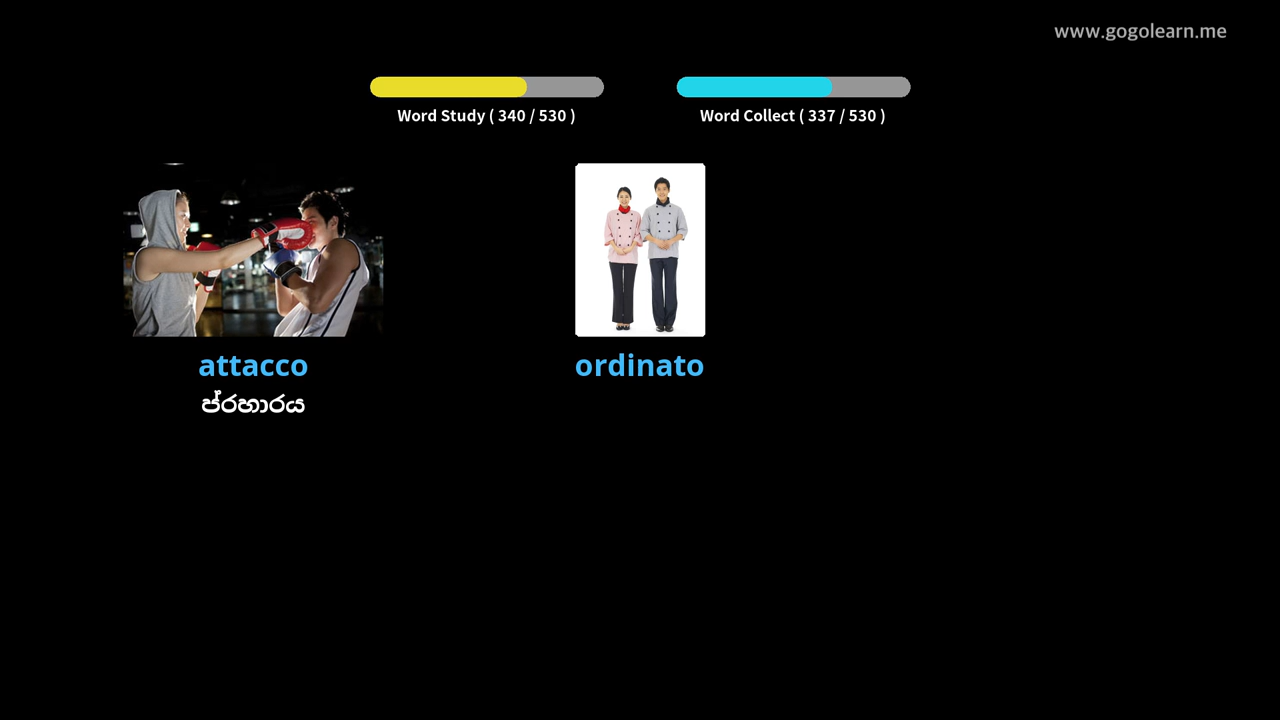 www.gogolearn.me
Word Study ( 340 / 530 )
Word Collect ( 337 / 530 )
attacco
ප්රහාරය
ordinato